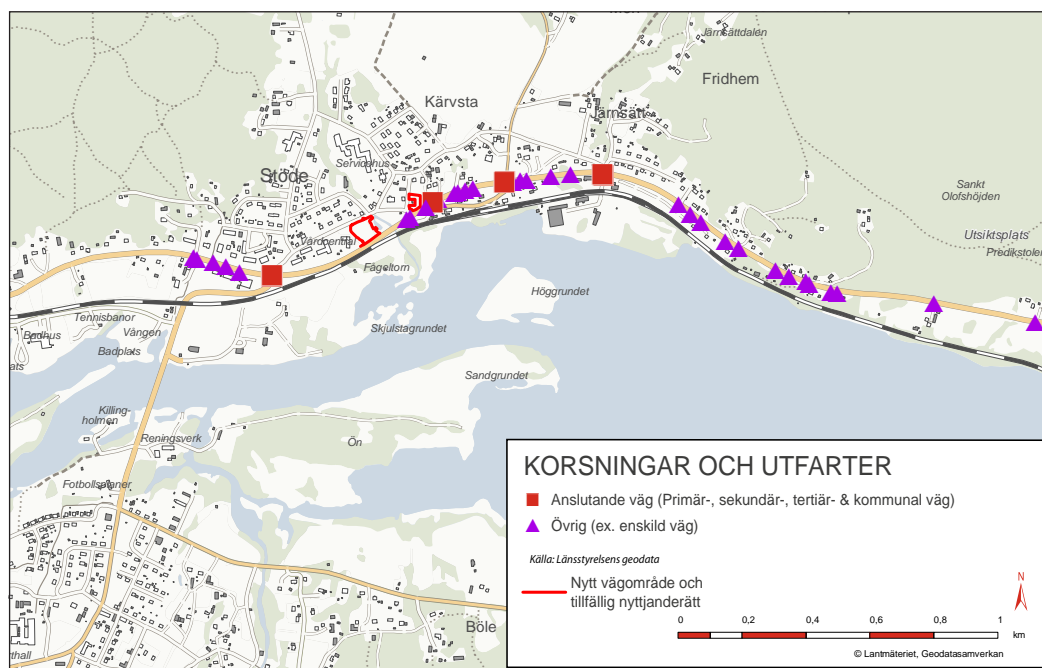 Järnsättdalen
Fridhem
Kärvsta
Järnsätt
Servicehus
Stöde
Sankt
Olofshöjden
Utsiktsplats
Predikstolen
Vårdcentral
Fågeltorn
Höggrundet
Tennisbanor
Vången
Skjulstagrundet
Badhus
Badplats
Sandgrundet
Killing-
holmen
Reningsverk
Ön
Fotbollsplaner
Böle
KORSNINGAR OCH UTFARTER
Anslutande väg (Primär-, sekundär-, tertiär- & kommunal väg)
Övrig (ex. enskild väg)
Källa: Länsstyrelsens geodata
Nytt vägområde och
tillfällig nyttjanderätt
N
0 0,2 0,4 0,6 0,8 1
km
© Lantmäteriet, Geodatasamverkan